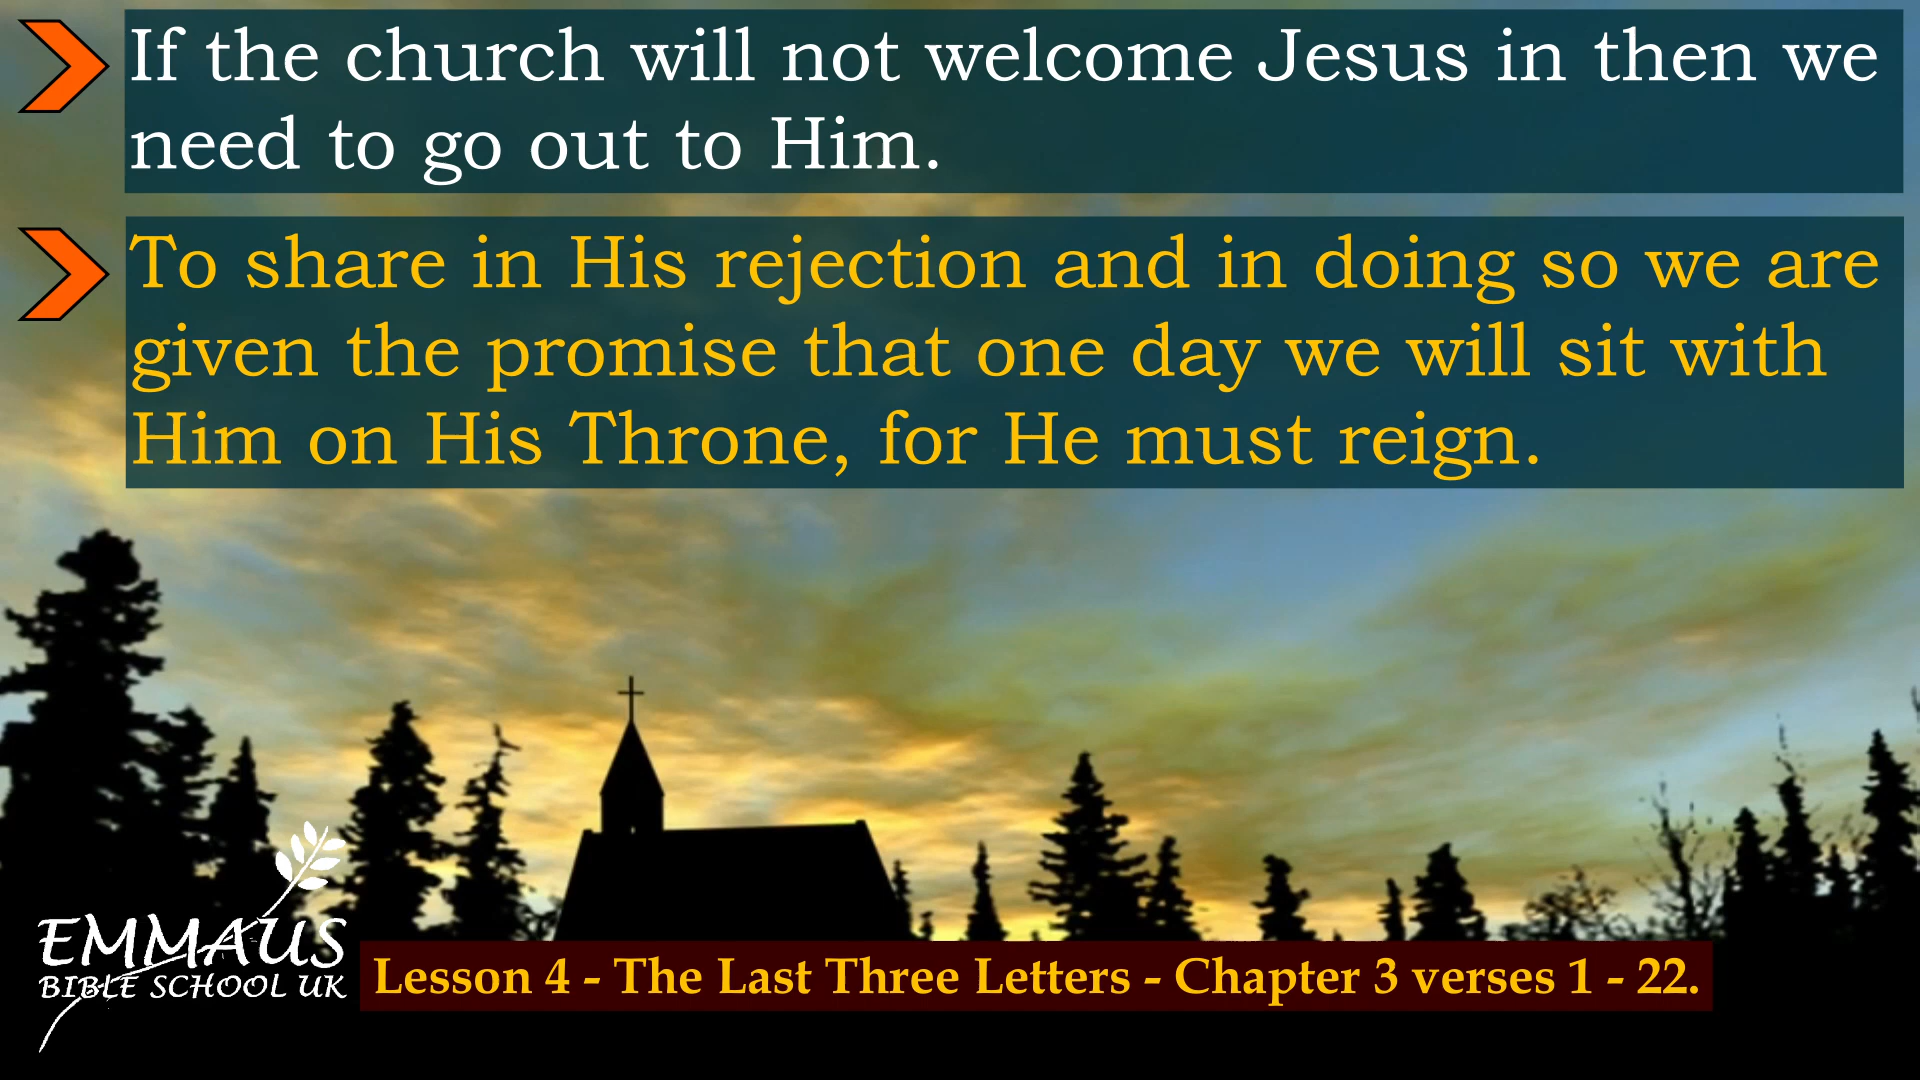 If the church will not welcome Jesus in then we
need to go out to Him.
To share in His rejection and in doing so we are
given the promise that one day we will sit with
Him on His Throne, for He must reign.
EMMAUS
BIBLE SCHOOL UK
Lesson 4 - The Last Three Letters - Chapter 3 verses 1 - 22.